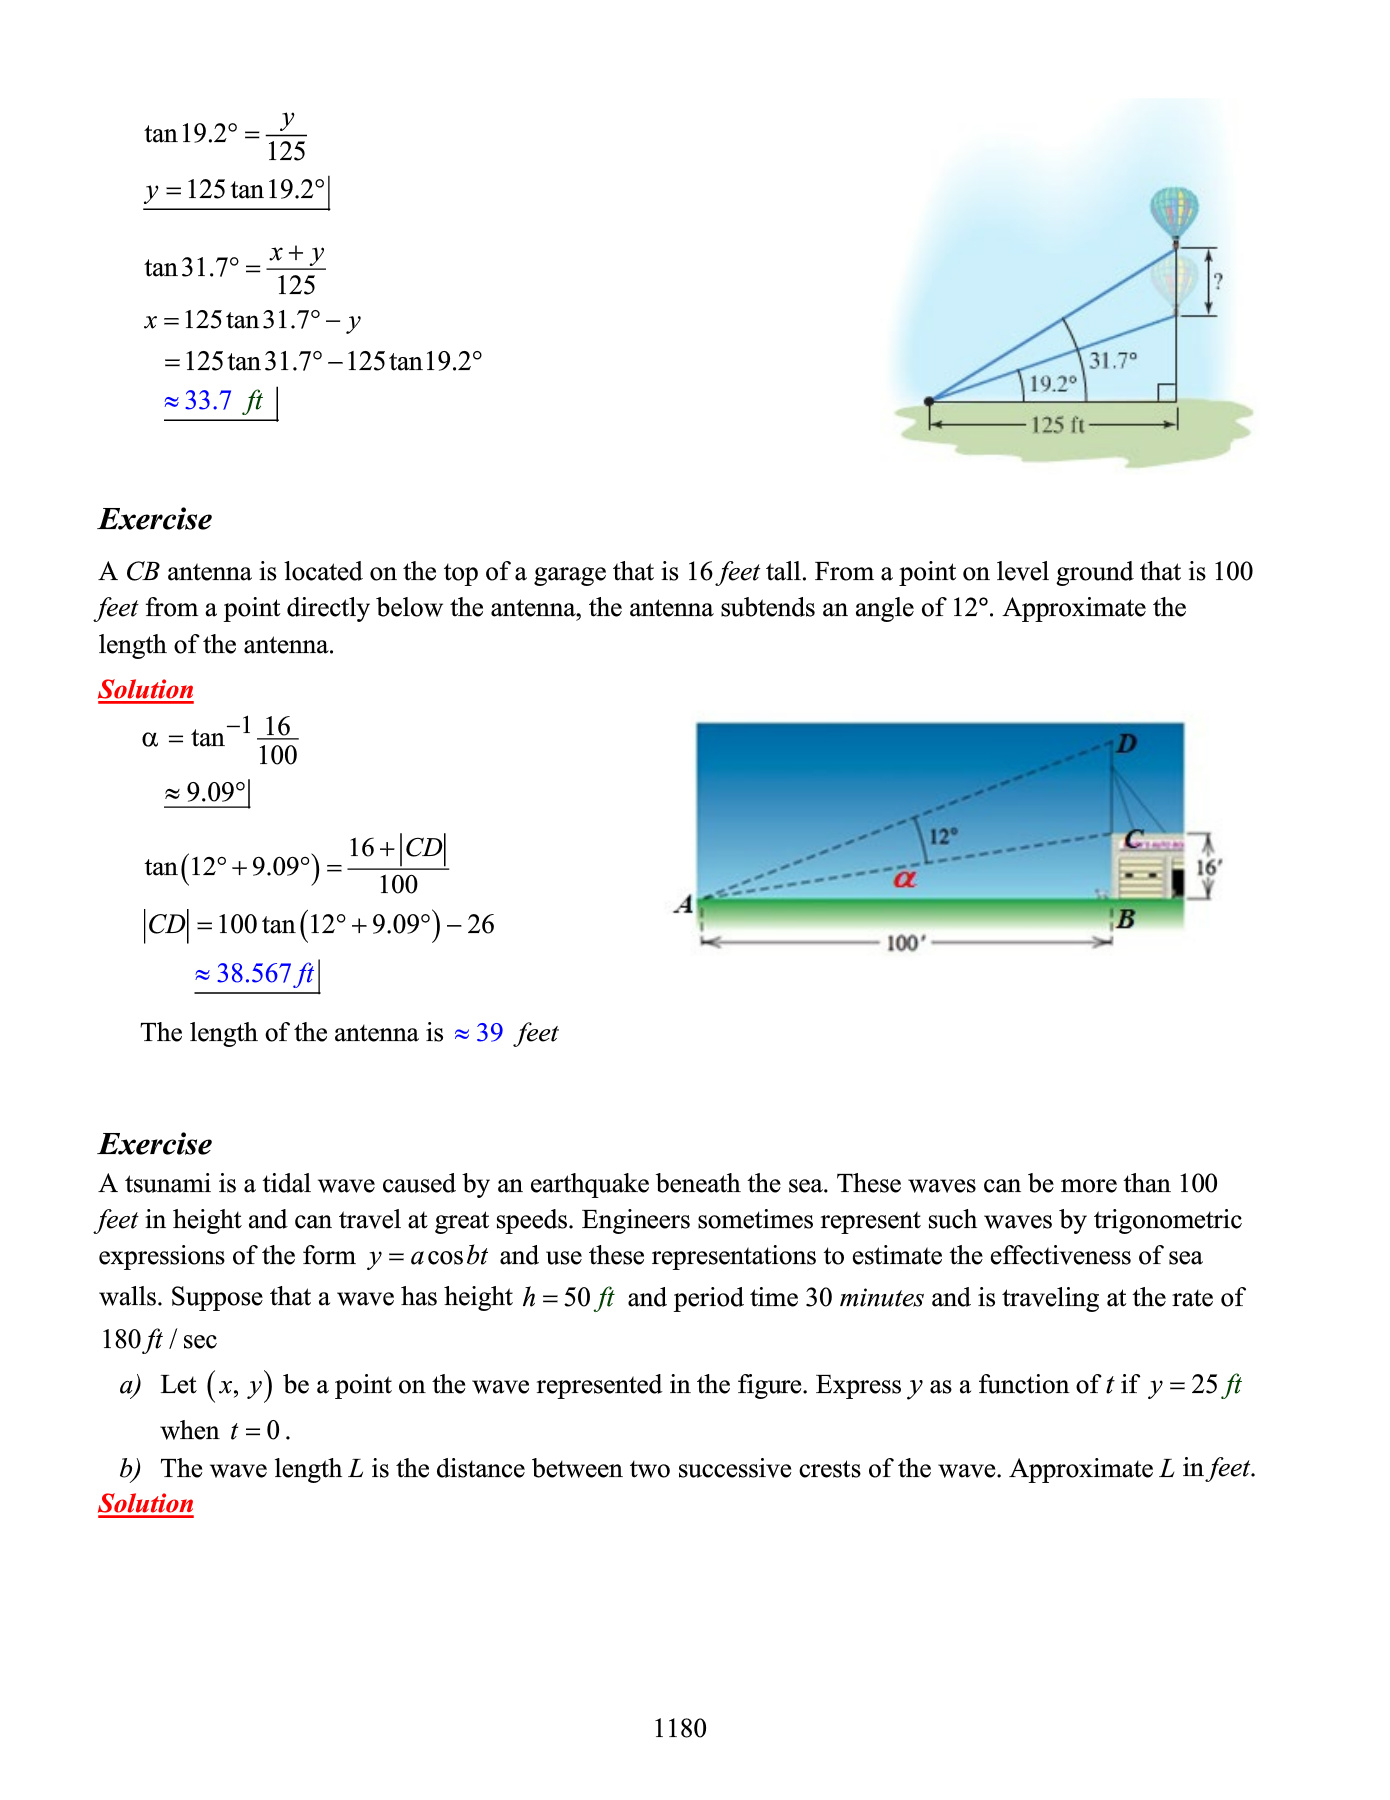 tan 19.2° = y/125
y = 125 tan 19.2°
tan 31.7° = (x + y)/125
x = 125 tan 31.7° − y
= 125 tan 31.7° − 125 tan 19.2°
≈ 33.7 ft
?
31.7°
19.2°
125 ft
Exercise
A CB antenna is located on the top of a garage that is 16 feet tall. From a point on level ground that is 100
feet from a point directly below the antenna, the antenna subtends an angle of 12°. Approximate the
length of the antenna.
Solution
α = tan⁻¹ 16/100
≈ 9.09°
tan(12° + 9.09°) = (16 + |CD|)/100
|CD| = 100 tan(12° + 9.09°) − 26
≈ 38.567 ft
The length of the antenna is ≈ 39 feet
D
12°
C
16'
α
A
B
100'
Exercise
A tsunami is a tidal wave caused by an earthquake beneath the sea. These waves can be more than 100
feet in height and can travel at great speeds. Engineers sometimes represent such waves by trigonometric
expressions of the form y = a cos bt and use these representations to estimate the effectiveness of sea
walls. Suppose that a wave has height h = 50 ft and period time 30 minutes and is traveling at the rate of
180 ft / sec
a) Let (x, y) be a point on the wave represented in the figure. Express y as a function of t if y = 25 ft
when t = 0.
b) The wave length L is the distance between two successive crests of the wave. Approximate L in feet.
Solution
1180